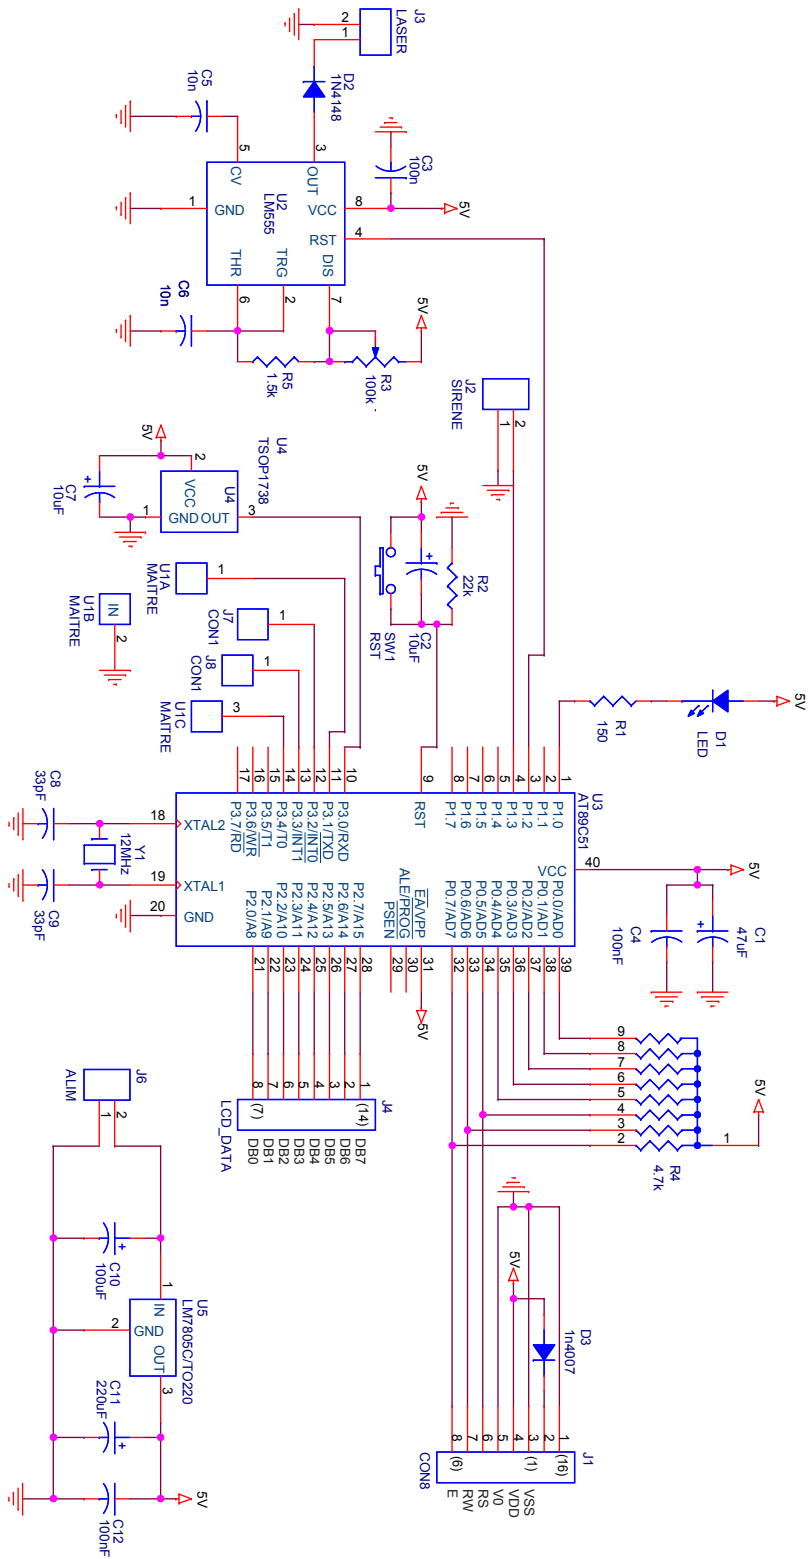 J3
LASER
2
1
D2
1N4148
C5
10n
C3
100n
5
3
CV
OUT
U2
LM555
1
GND
VCC
8
5V
RST
4
THR
TRG
DIS
6
2
7
C6
10n
R5
1.5k
R3
100k
5V
J2
SIRENE
1
2
5V
U4
TSOP1738
2
VCC
U4
C7
10uF
1
GND
OUT
3
U1A
MAITRE
1
U1B
MAITRE
IN
2
J7
CON1
1
J8
CON1
1
U1C
MAITRE
3
5V
SW1
RST
C2
10uF
R2
22k
R1
150
D1
LED
5V
U3
AT89C51
17
16
15
14
13
12
11
10
9
8
7
6
5
4
3
2
1
P3.7/RD
P3.6/WR
P3.5/T1
P3.4/T0
P3.3/INT1
P3.2/INT0
P3.1/TXD
P3.0/RXD
RST
P1.7
P1.6
P1.5
P1.4
P1.3
P1.2
P1.1
P1.0
C8
33pF
18
XTAL2
Y1
12MHz
19
XTAL1
C9
33pF
20
GND
VCC
40
5V
C4
100nF
C1
47uF
P2.0/A8
P2.1/A9
P2.2/A10
P2.3/A11
P2.4/A12
P2.5/A13
P2.6/A14
P2.7/A15
PSEN
ALE/PROG
EA/VPP
P0.7/AD7
P0.6/AD6
P0.5/AD5
P0.4/AD4
P0.3/AD3
P0.2/AD2
P0.1/AD1
P0.0/AD0
21
22
23
24
25
26
27
28
29
30
31
32
33
34
35
36
37
38
39
5V
9
8
7
6
5
4
3
2
1
R4
4.7k
5V
8
7
6
5
4
3
2
1
(7)
(14)
J4
LCD_DATA
DB0
DB1
DB2
DB3
DB4
DB5
DB6
DB7
J6
ALIM
1
2
C10
100uF
U5
LM7805C/TO220
1
IN
2
GND
OUT
3
C11
220uF
C12
100nF
5V
5V
D3
1n4007
8
7
6
5
4
3
2
1
(6)
(1)
(16)
J1
CON8
E
RW
RS
V0
VDD
VSS